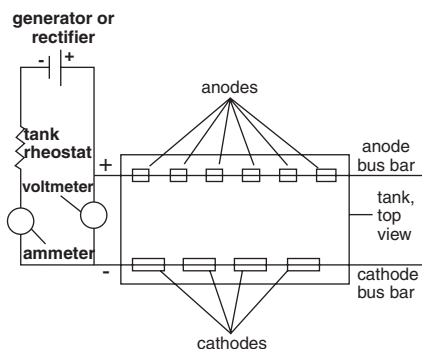 generator or
rectifier
- +
anodes
tank
rheostat
anode
bus bar
+
voltmeter
tank,
top
view
ammeter
-
cathode
bus bar
cathodes